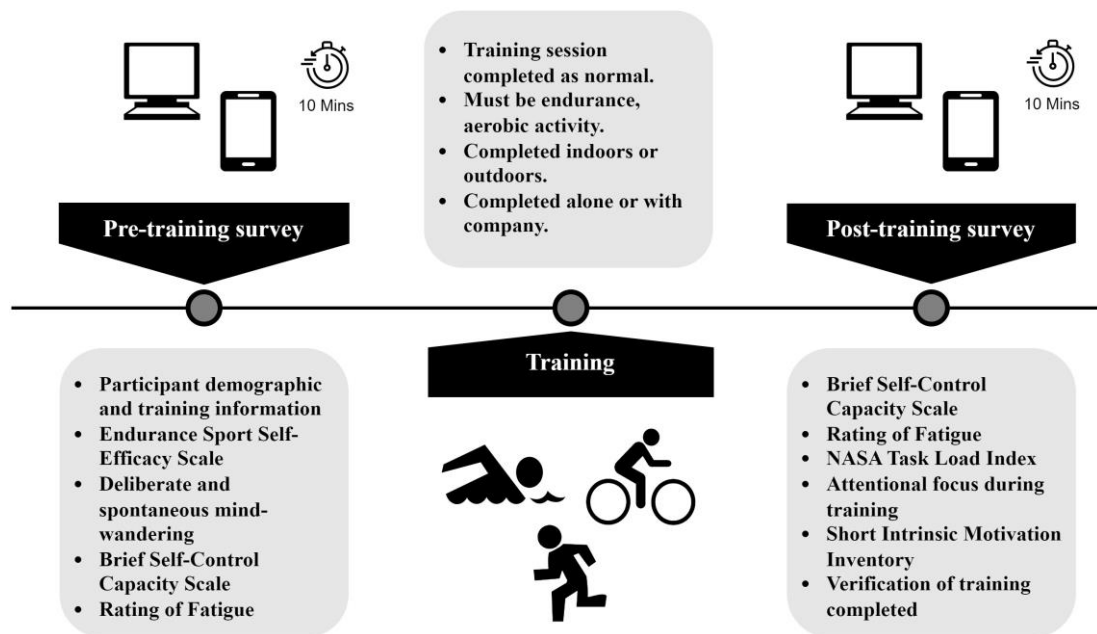 10 Mins
Pre-training survey
• Participant demographic
and training information
• Endurance Sport Self-
Efficacy Scale
• Deliberate and
spontaneous mind-
wandering
• Brief Self-Control
Capacity Scale
• Rating of Fatigue
• Training session
completed as normal.
• Must be endurance,
aerobic activity.
• Completed indoors or
outdoors.
• Completed alone or with
company.
Training
10 Mins
Post-training survey
• Brief Self-Control
Capacity Scale
• Rating of Fatigue
• NASA Task Load Index
• Attentional focus during
training
• Short Intrinsic Motivation
Inventory
• Verification of training
completed